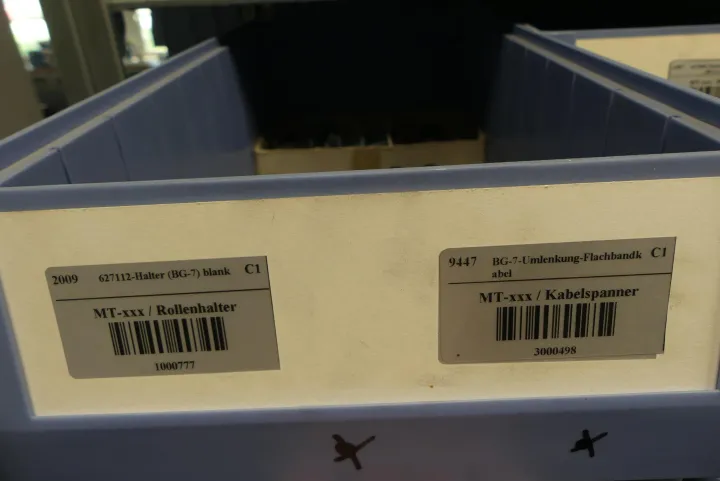 2009 627112-Halter (BG-7) blank C1
MT-xxx / Rollenhalter
1000777
9447 BG-7-Umlenkung-Flachbandk C1
abel
MT-xxx / Kabelspanner
3000498